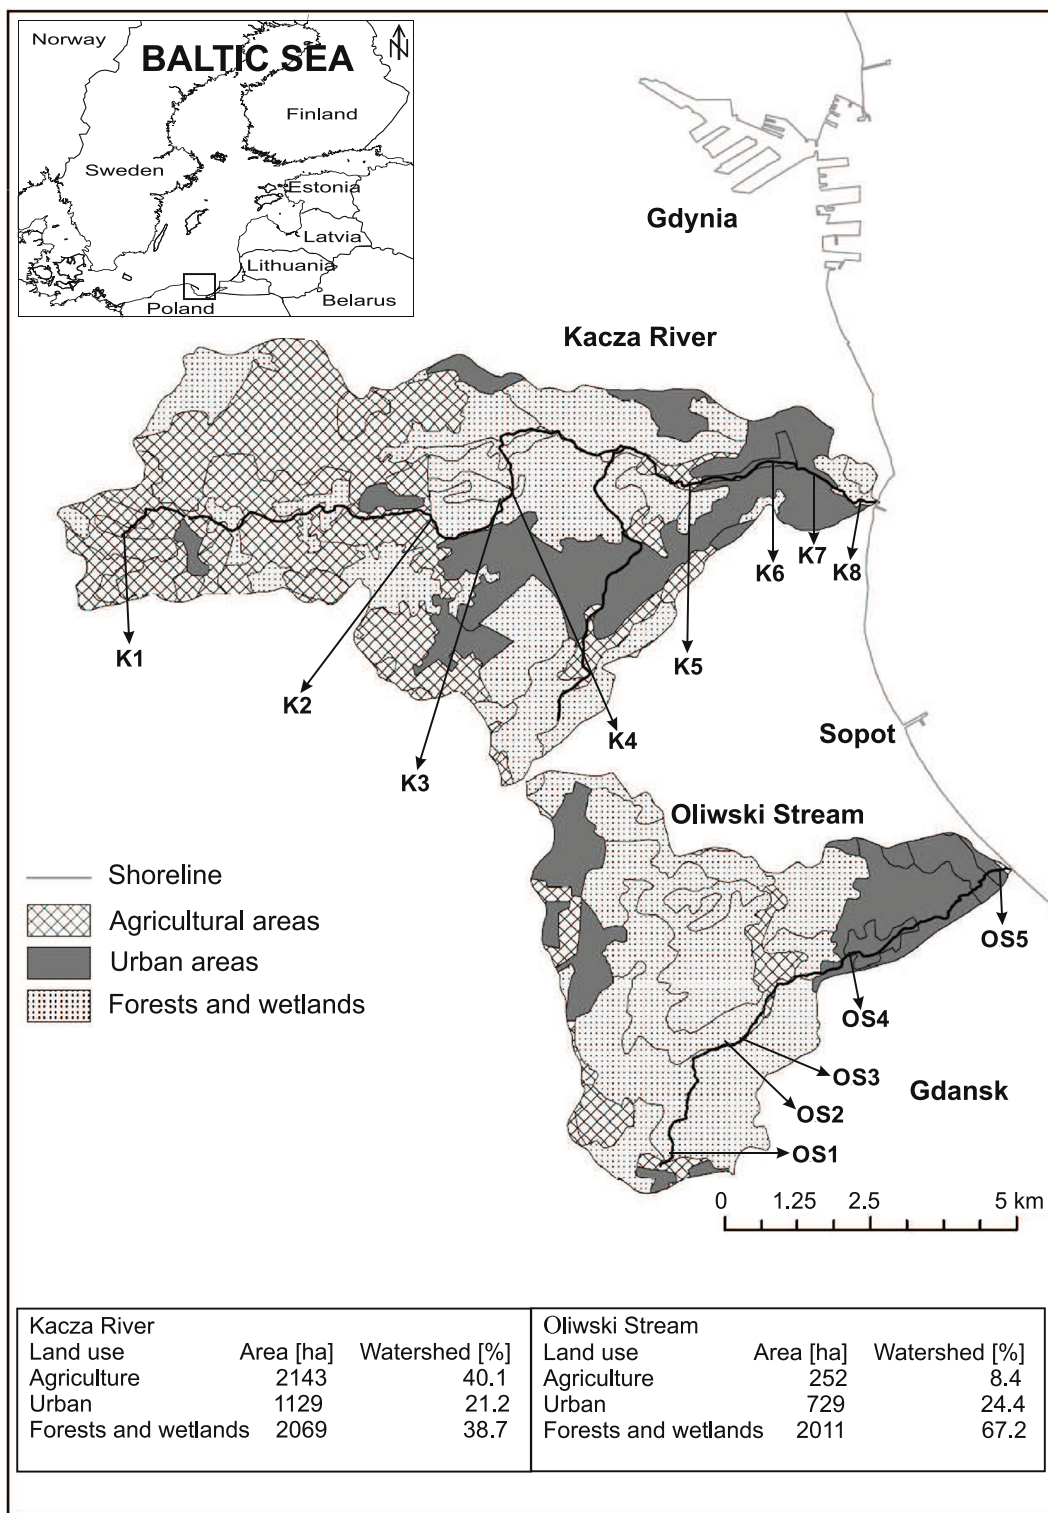 Norway
BALTIC SEA
N
Finland
Sweden
Estonia
Latvia
Lithuania
Belarus
Poland
Gdynia
Kacza River
K1
K2
K3
K4
K5
K6
K7
K8
Sopot
Oliwski Stream
Shoreline
Agricultural areas
Urban areas
Forests and wetlands
OS5
OS4
OS3
OS2
OS1
Gdansk
0 1.25 2.5 5 km
Kacza River
Land use Area [ha] Watershed [%]
Agriculture 2143 40.1
Urban 1129 21.2
Forests and wetlands 2069 38.7
Oliwski Stream
Land use Area [ha] Watershed [%]
Agriculture 252 8.4
Urban 729 24.4
Forests and wetlands 2011 67.2